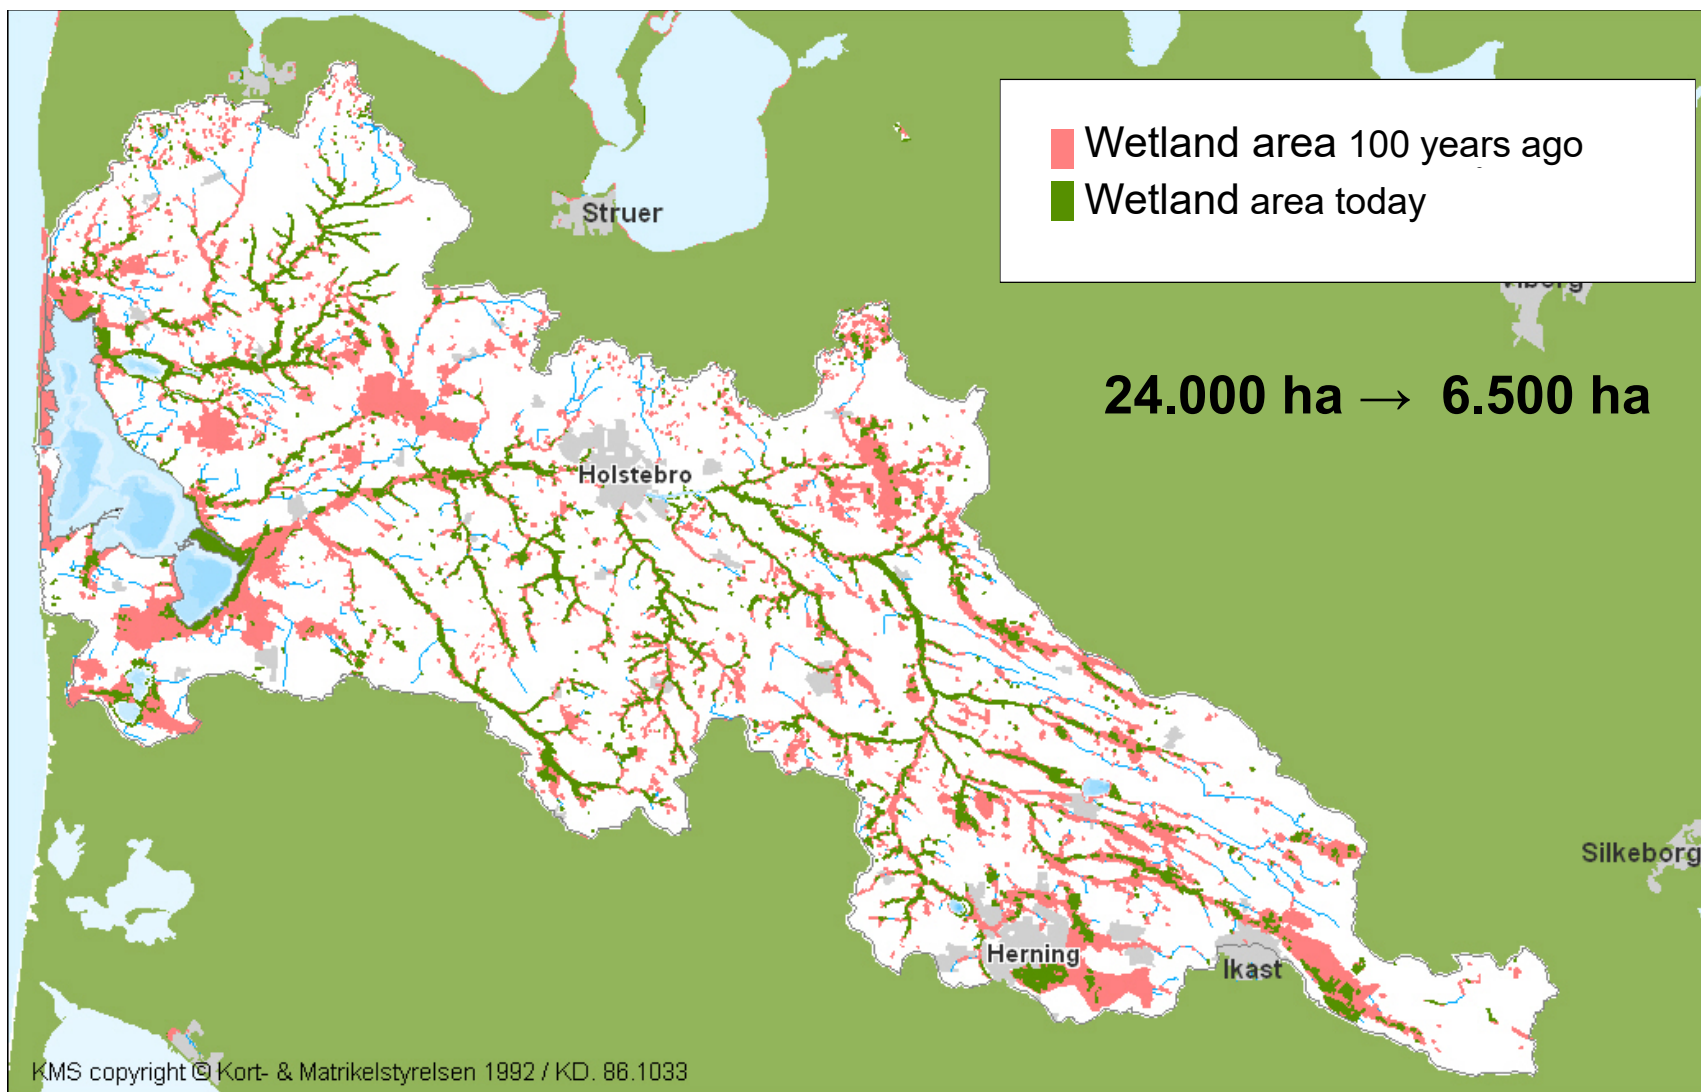 Wetland area 100 years ago
Wetland area today
Struer
24.000 ha → 6.500 ha
Holstebro
Silkeborg
Herning
Ikast
KMS copyright © Kort- & Matrikelstyrelsen 1992 / KD. 86.1033